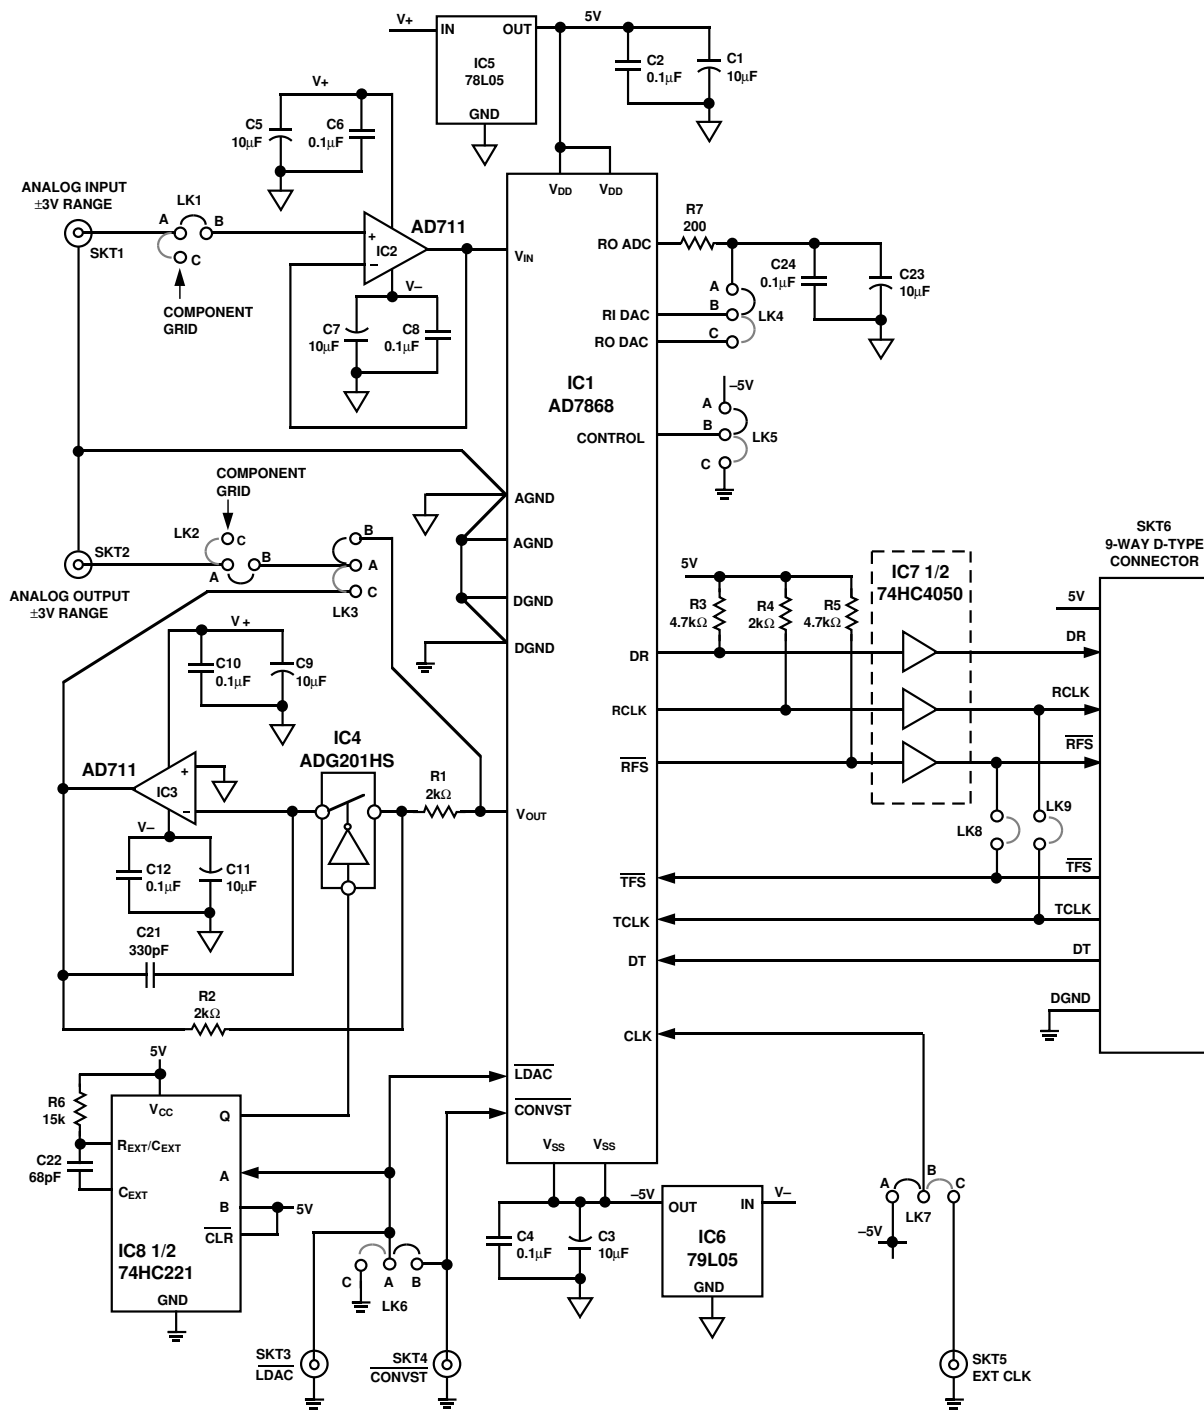 V+
IN
OUT
5V
IC5
78L05
GND
C2
0.1µF
C1
10µF
V+
C5
10µF
C6
0.1µF
ANALOG INPUT
±3V RANGE
LK1
A
B
C
SKT1
COMPONENT
GRID
AD711
+
IC2
–
V–
C7
10µF
C8
0.1µF
VDD
VDD
VIN
RO ADC
R7
200
C24
0.1µF
C23
10µF
RI DAC
RO DAC
A
B
C
LK4
IC1
AD7868
–5V
CONTROL
A
B
C
LK5
COMPONENT
GRID
LK2
C
A
B
SKT2
ANALOG OUTPUT
±3V RANGE
B
A
C
LK3
AGND
AGND
DGND
DGND
V +
C10
0.1µF
C9
10µF
AD711
+
IC3
–
V–
C12
0.1µF
C11
10µF
IC4
ADG201HS
R1
2kΩ
VOUT
C21
330pF
R2
2kΩ
5V
R3
4.7kΩ
R4
2kΩ
R5
4.7kΩ
IC7 1/2
74HC4050
SKT6
9-WAY D-TYPE
CONNECTOR
5V
DR
DR
RCLK
RCLK
RFS
RFS
LK8
LK9
TFS
TFS
TCLK
TCLK
DT
DT
DGND
CLK
5V
R6
15k
C22
68pF
VCC
Q
REXT/CEXT
A
CEXT
B
5V
CLR
IC8 1/2
74HC221
GND
LDAC
CONVST
VSS
VSS
C
A
B
LK6
SKT3
LDAC
SKT4
CONVST
C4
0.1µF
C3
10µF
–5V
OUT
IN
V–
IC6
79L05
GND
A
B
C
LK7
–5V
SKT5
EXT CLK